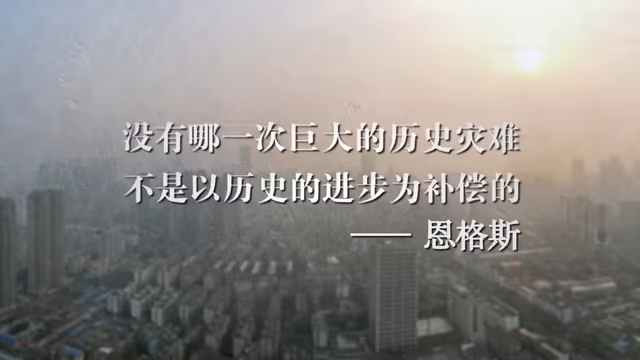 没有哪一次巨大的历史灾难
不是以历史的进步为补偿的
—— 恩格斯